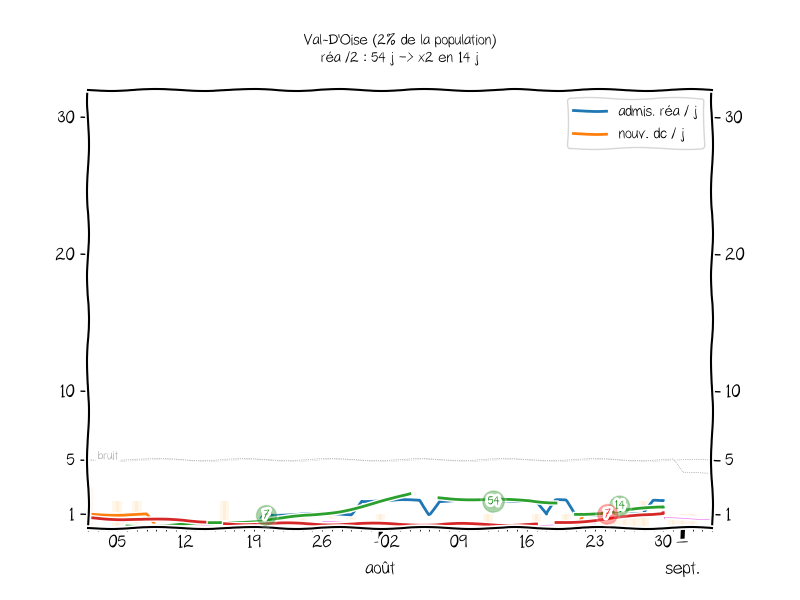 Val-D'Oise (2% de la population)
réa /2 : 54 j -> x2 en 14 j
admis. réa / j
nouv. dc / j
30
30
20
20
10
10
bruit
5
5
54
14
7
7
1
1
05 12 19 26 02 09 16 23 30
août sept.